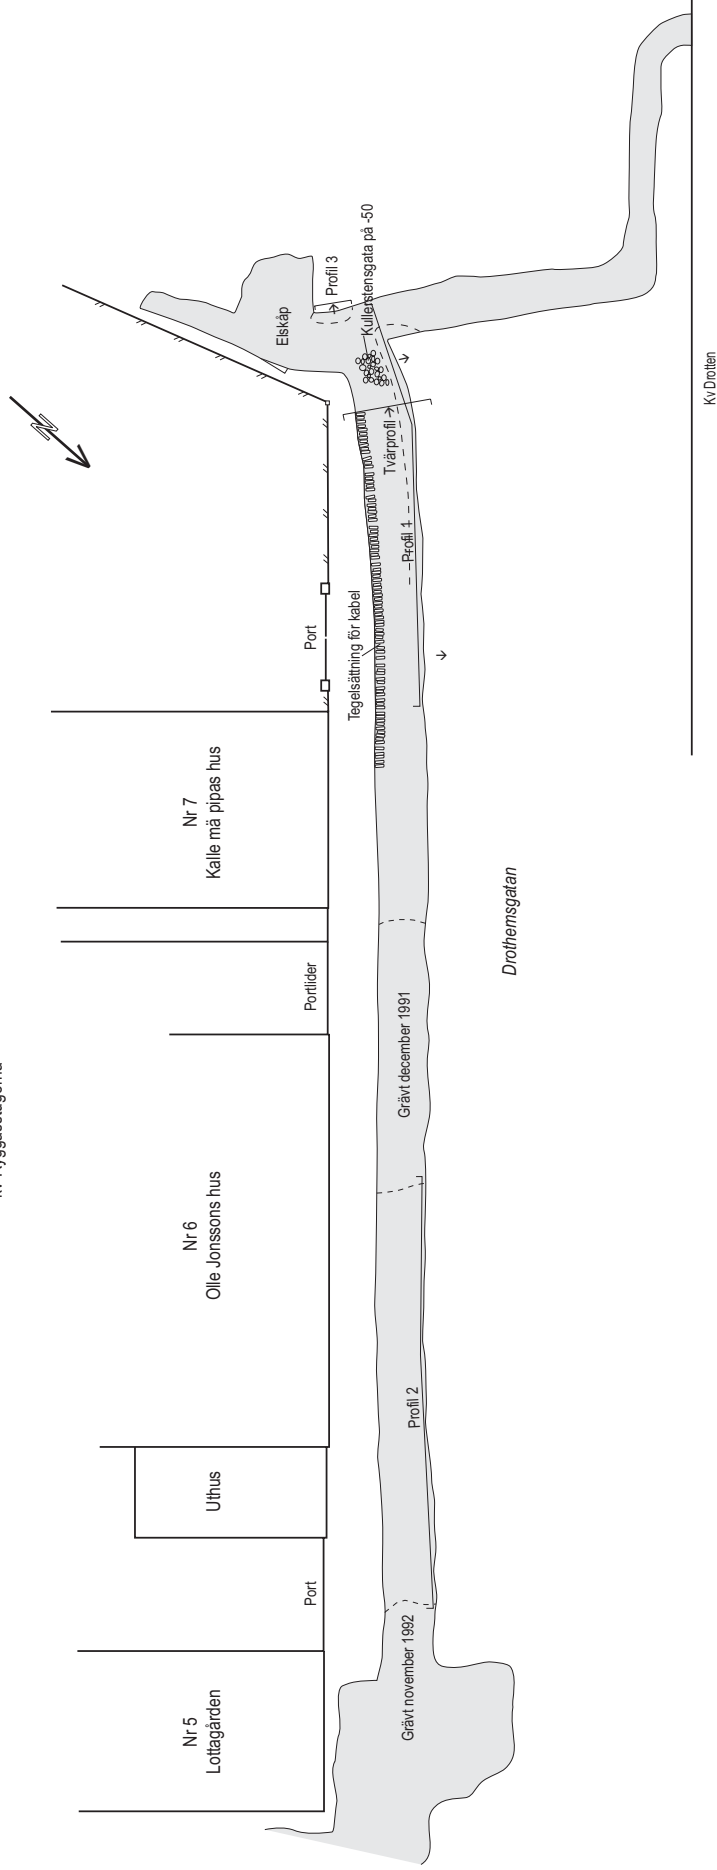 kv Ryggåsstugorna
N
Nr 5
Lottagården
Port
Uthus
Nr 6
Olle Jonssons hus
Portlider
Nr 7
Kalle mä pipas hus
Port
Elskåp
Profil 3
Kullerstensgata på -50
Tegelsättning för kabel
Tvärprofil
Profil 1
Grävt november 1992
Profil 2
Grävt december 1991
Drothemsgatan
Kv Drotten